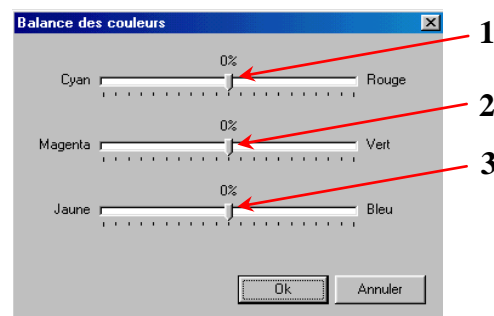 Balance des couleurs
1
0%
Cyan Rouge
2
0%
Magenta Vert
3
0%
Jaune Bleu
Ok Annuler